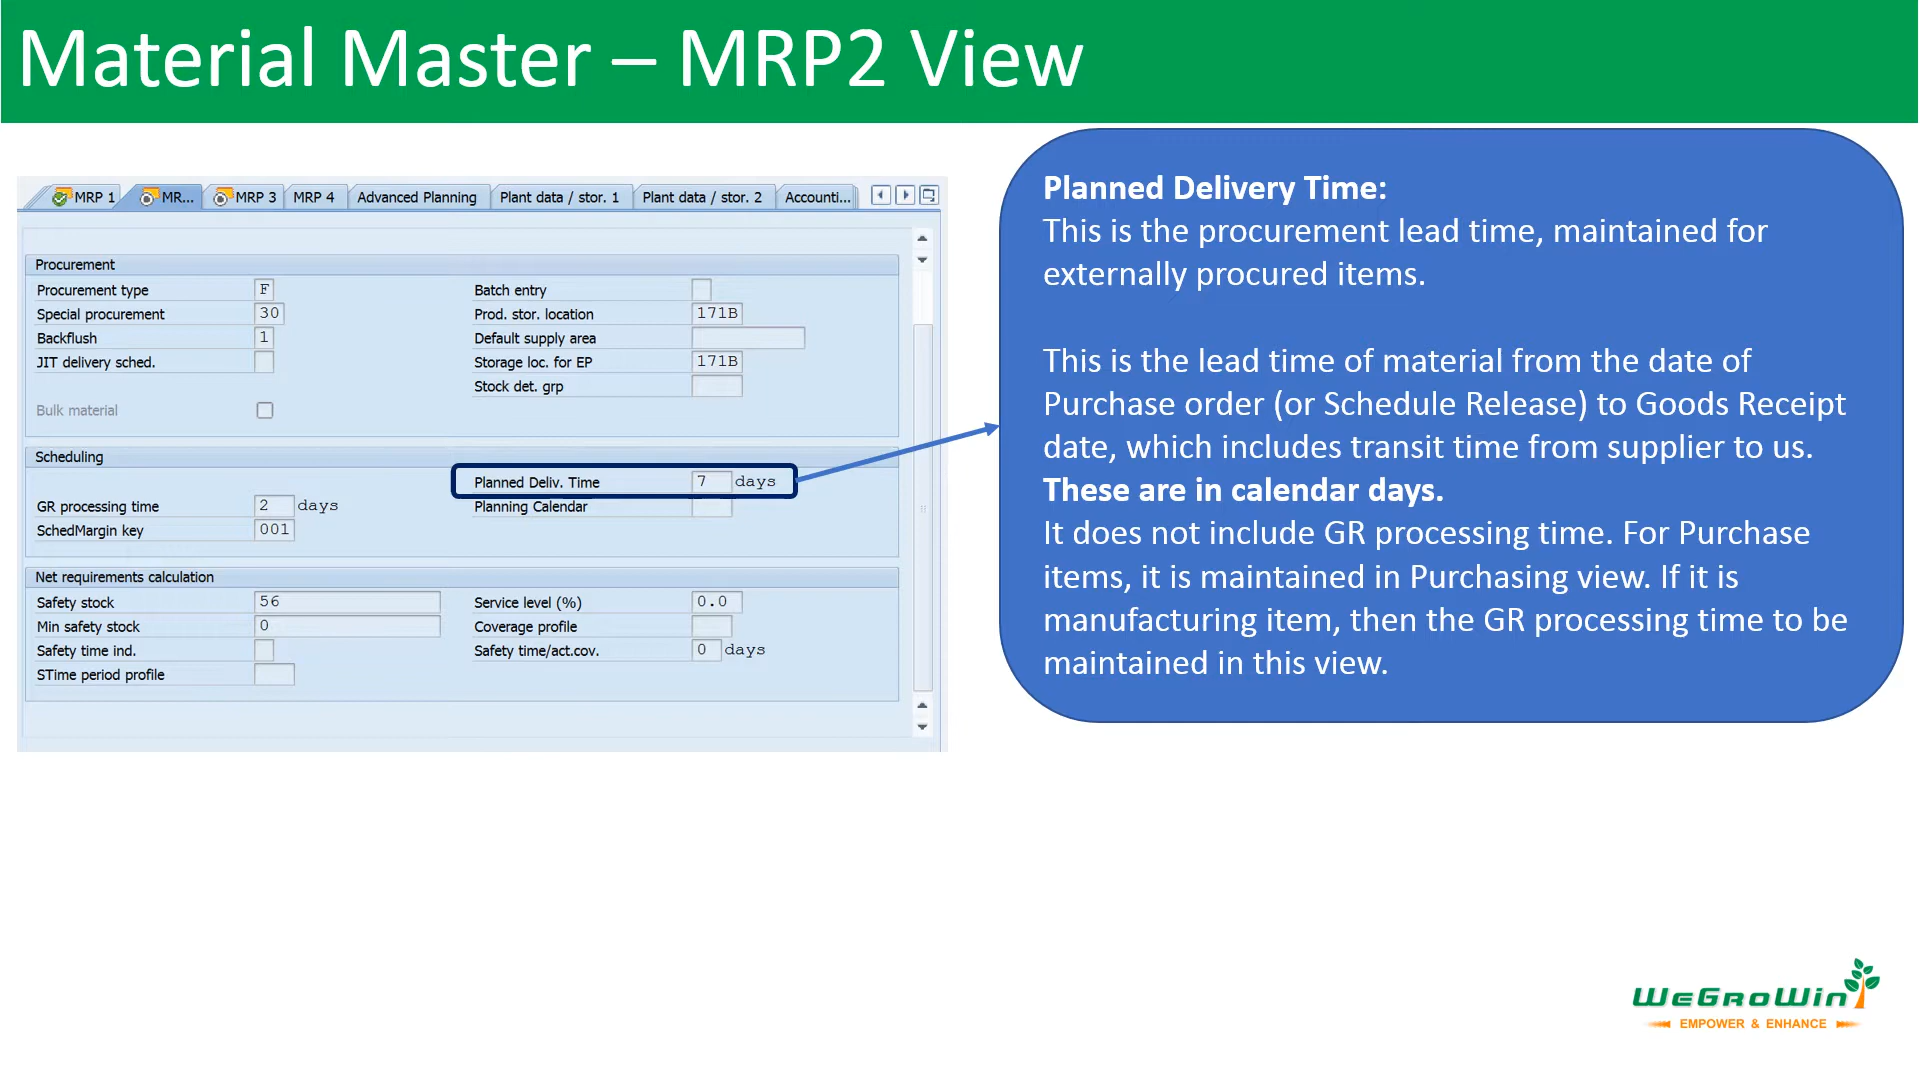 Material Master – MRP2 View
MRP 1 MR... MRP 3 MRP 4 Advanced Planning Plant data / stor. 1 Plant data / stor. 2 Accounti...
Procurement
Procurement type F Batch entry
Special procurement 30 Prod. stor. location 171B
Backflush 1 Default supply area
JIT delivery sched. Storage loc. for EP 171B
Stock det. grp
Bulk material
Scheduling
Planned Deliv. Time 7 days
GR processing time 2 days Planning Calendar
SchedMargin key 001
Net requirements calculation
Safety stock 56 Service level (%) 0.0
Min safety stock 0 Coverage profile
Safety time ind. Safety time/act.cov. 0 days
STime period profile
Planned Delivery Time:
This is the procurement lead time, maintained for
externally procured items.
This is the lead time of material from the date of
Purchase order (or Schedule Release) to Goods Receipt
date, which includes transit time from supplier to us.
These are in calendar days.
It does not include GR processing time. For Purchase
items, it is maintained in Purchasing view. If it is
manufacturing item, then the GR processing time to be
maintained in this view.
WeGroWin
EMPOWER & ENHANCE